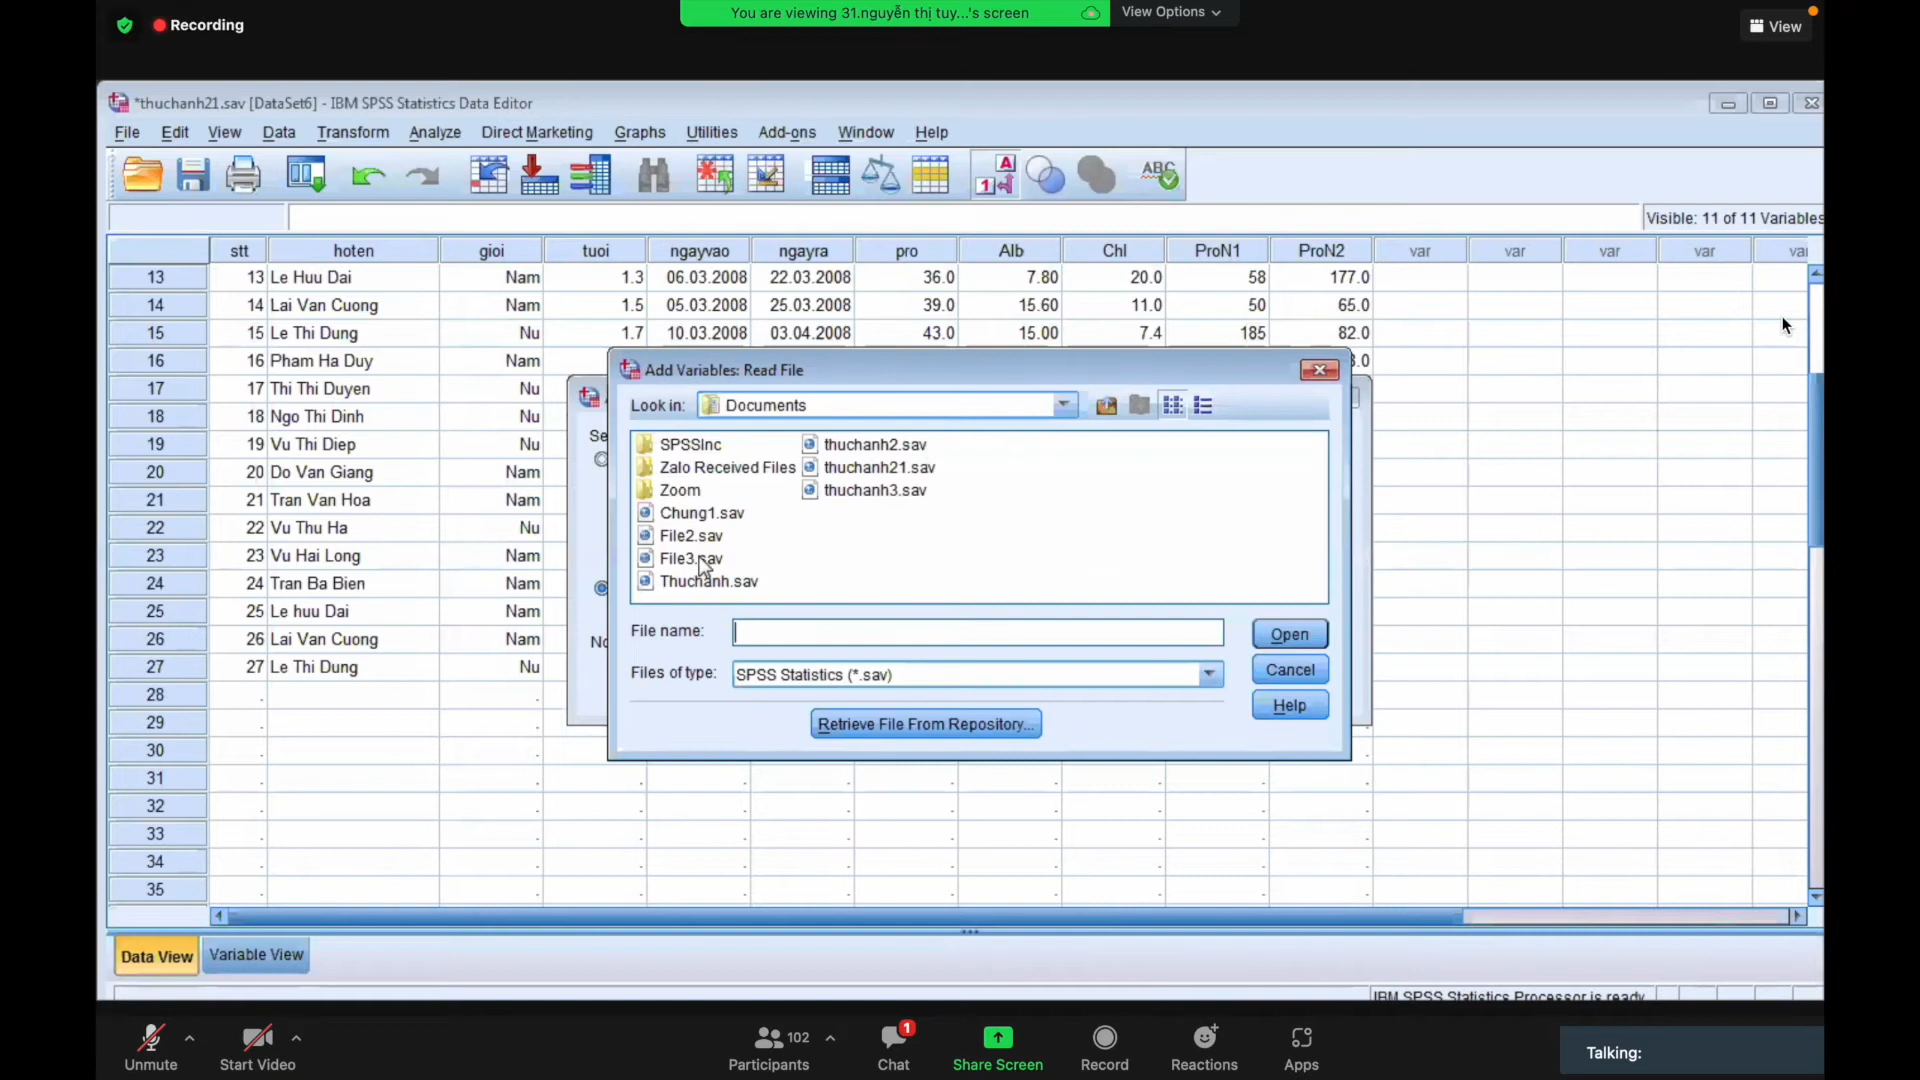 Recording
You are viewing 31.nguyễn thị tuy...'s screen
View Options
View
*thuchanh21.sav [DataSet6] - IBM SPSS Statistics Data Editor
File Edit View Data Transform Analyze Direct Marketing Graphs Utilities Add-ons Window Help
A
1
ABC
Visible: 11 of 11 Variables
stt hoten gioi tuoi ngayvao ngayra pro Alb Chl ProN1 ProN2 var var var var va
13 13 Le Huu Dai Nam 1.3 06.03.2008 22.03.2008 36.0 7.80 20.0 58 177.0
14 14 Lai Van Cuong Nam 1.5 05.03.2008 25.03.2008 39.0 15.60 11.0 50 65.0
15 15 Le Thi Dung Nu 1.7 10.03.2008 03.04.2008 43.0 15.00 7.4 185 82.0
16 16 Pham Ha Duy Nam
17 17 Thi Thi Duyen Nu
18 18 Ngo Thi Dinh Nu
19 19 Vu Thi Diep Nu
20 20 Do Van Giang Nam
21 21 Tran Van Hoa Nam
22 22 Vu Thu Ha Nu
23 23 Vu Hai Long Nam
24 24 Tran Ba Bien Nam
25 25 Le huu Dai Nam
26 26 Lai Van Cuong Nam
27 27 Le Thi Dung Nu
28
29
30
31
32
33
34
35
Add Variables: Read File
Look in: Documents
SPSSInc
Zalo Received Files
Zoom
Chung1.sav
File2.sav
File3.sav
Thuchanh.sav
thuchanh2.sav
thuchanh21.sav
thuchanh3.sav
File name:
Open
Files of type: SPSS Statistics (*.sav)
Cancel
Help
Retrieve File From Repository...
Data View Variable View
IBM SPSS Statistics Processor is ready
Unmute
Start Video
102
Participants
1
Chat
Share Screen
Record
Reactions
Apps
Talking: